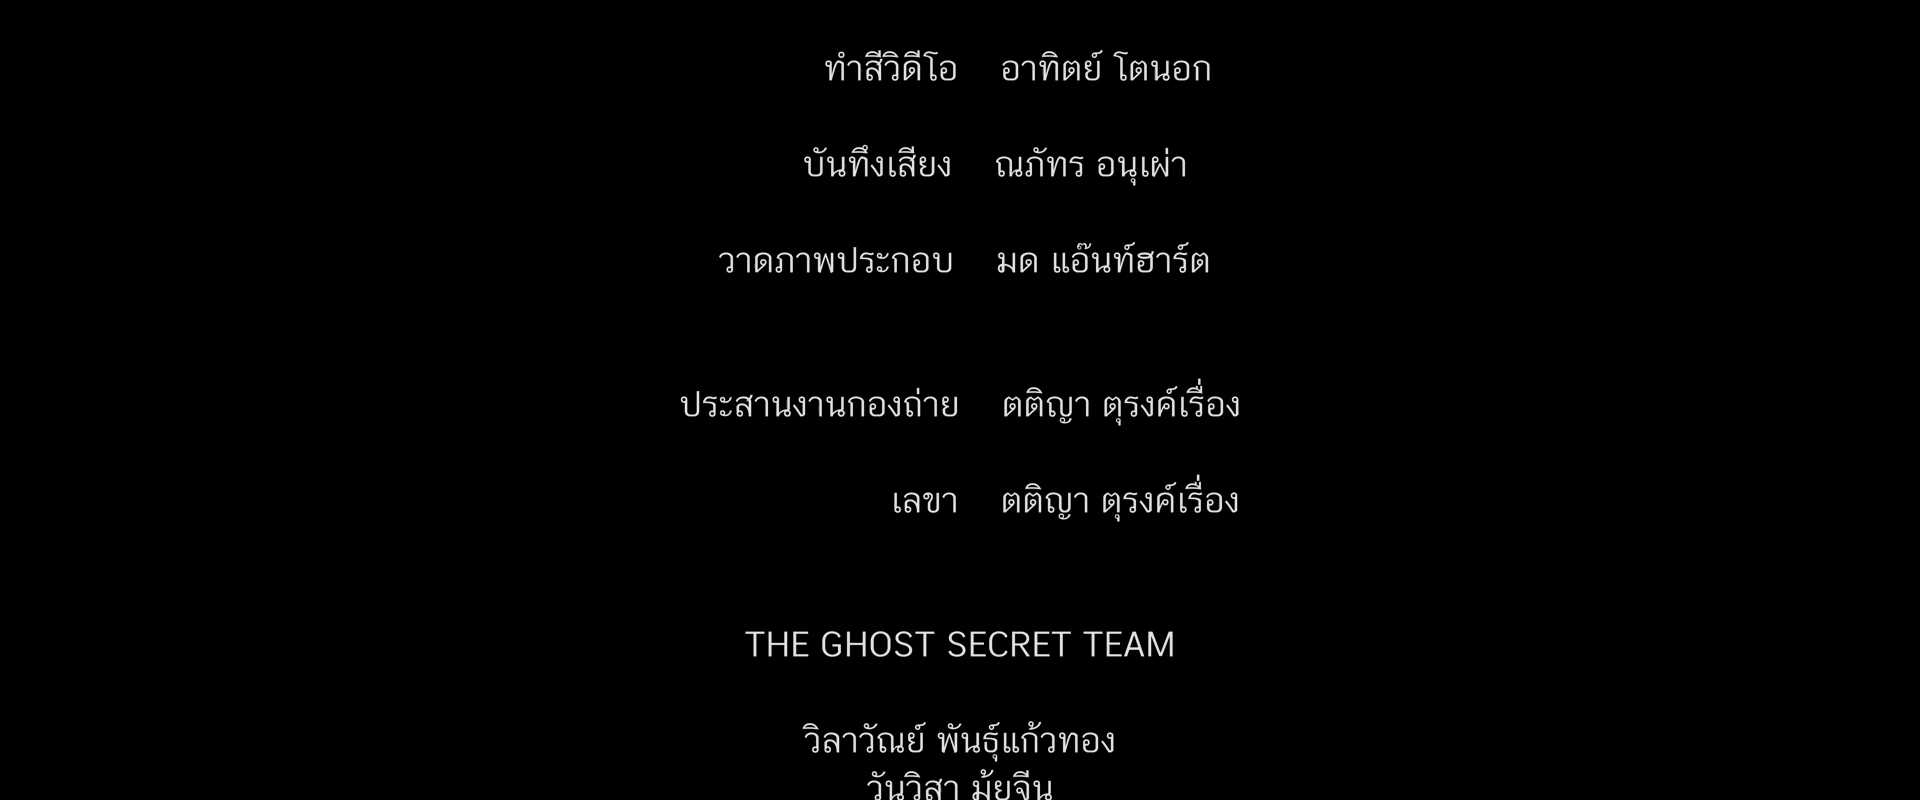 ทำสีวิดีโอ อาทิตย์ โตนอก
บันทึงเสียง ณภัทร อนุเผ่า
วาดภาพประกอบ มด แอ๊นท์ฮาร์ต
ประสานงานกองถ่าย ตติญา ตุรงค์เรื่อง
เลขา ตติญา ตุรงค์เรื่อง
THE GHOST SECRET TEAM
วิลาวัณย์ พันธุ์แก้วทอง
วันวิสา มุ้ยจีน